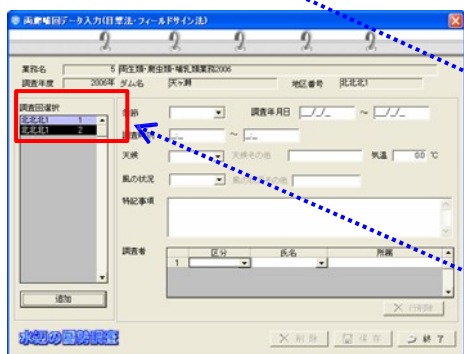 両爬哺回データ入力(目撃法・フィールドサイン法)
業務名 5 両生類・爬虫類・哺乳類業務2006
調査年度 2006年 ダム名 天ヶ瀬 地区番号 北北北1
調査回選択
北北北1 1
北北北1 2
調査年月日 _/_/_ ~ _/_/_
~
天候 天候その他 気温 0.0 ℃
風の状況
特記事項
調査者 区分 氏名 所属
1
追加
行削除
水辺の国勢調査
削除 保存 終了